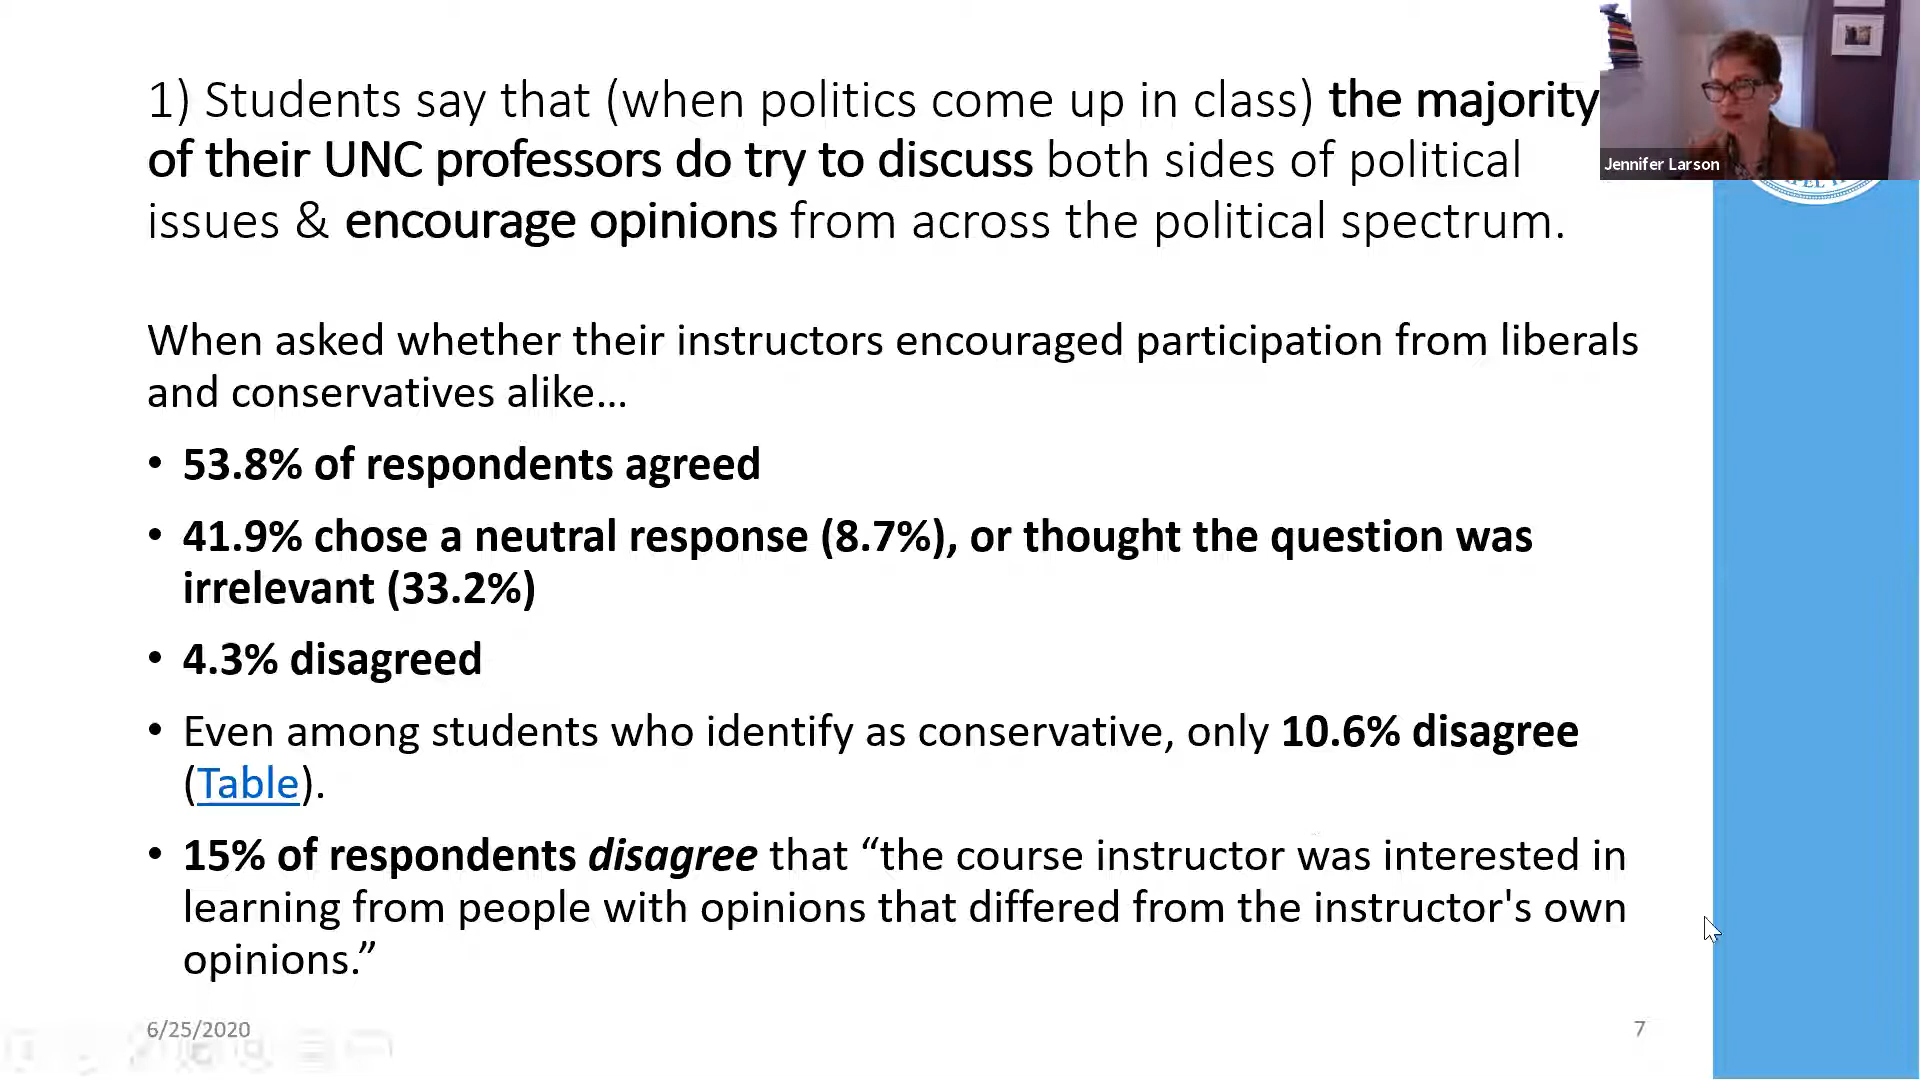 1) Students say that (when politics come up in class) the majority
of their UNC professors do try to discuss both sides of political
issues & encourage opinions from across the political spectrum.
Jennifer Larson
When asked whether their instructors encouraged participation from liberals
and conservatives alike…
• 53.8% of respondents agreed
• 41.9% chose a neutral response (8.7%), or thought the question was
irrelevant (33.2%)
• 4.3% disagreed
• Even among students who identify as conservative, only 10.6% disagree
(Table).
• 15% of respondents disagree that “the course instructor was interested in
learning from people with opinions that differed from the instructor's own
opinions.”
6/25/2020
7